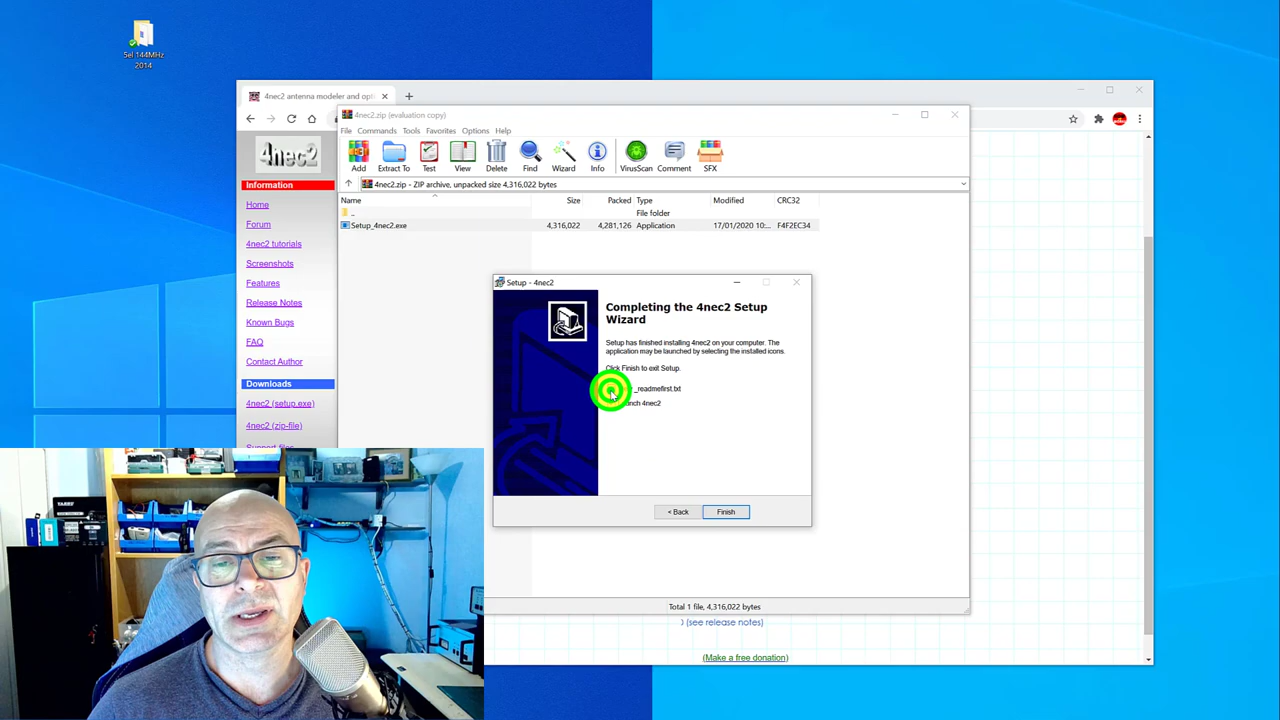 5el 144MHz
2014
4nec2 antenna modeler and opti
4nec2.zip (evaluation copy)
File Commands Tools Favorites Options Help
4nec2
Add Extract To Test View Delete Find Wizard Info VirusScan Comment SFX
Information
4nec2.zip - ZIP archive, unpacked size 4,316,022 bytes
Name Size Packed Type Modified CRC32
Home
..
File folder
Setup_4nec2.exe 4,316,022 4,281,126 Application 17/01/2020 10:... F4F2EC34
Forum
4nec2 tutorials
Screenshots
Features
Release Notes
Known Bugs
FAQ
Contact Author
Downloads
4nec2 (setup.exe)
4nec2 (zip-file)
Support files
Setup - 4nec2
Completing the 4nec2 Setup
Wizard
Setup has finished installing 4nec2 on your computer. The
application may be launched by selecting the installed icons.
Click Finish to exit Setup.
_readmefirst.txt
4nec2
< Back Finish
Total 1 file, 4,316,022 bytes
(see release notes)
(Make a free donation)